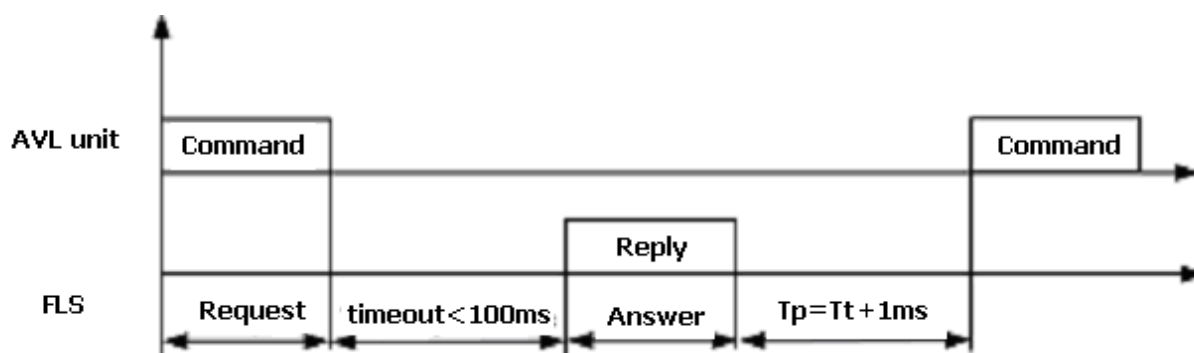 AVL unit
Command
Command
Reply
FLS
Request
timeout<100ms
Answer
Tp=Tt+1ms